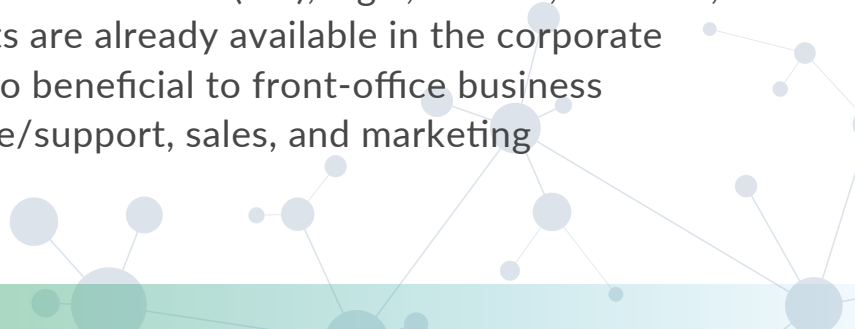 are already available in the corporate
beneficial to front-office business
e/support, sales, and marketing